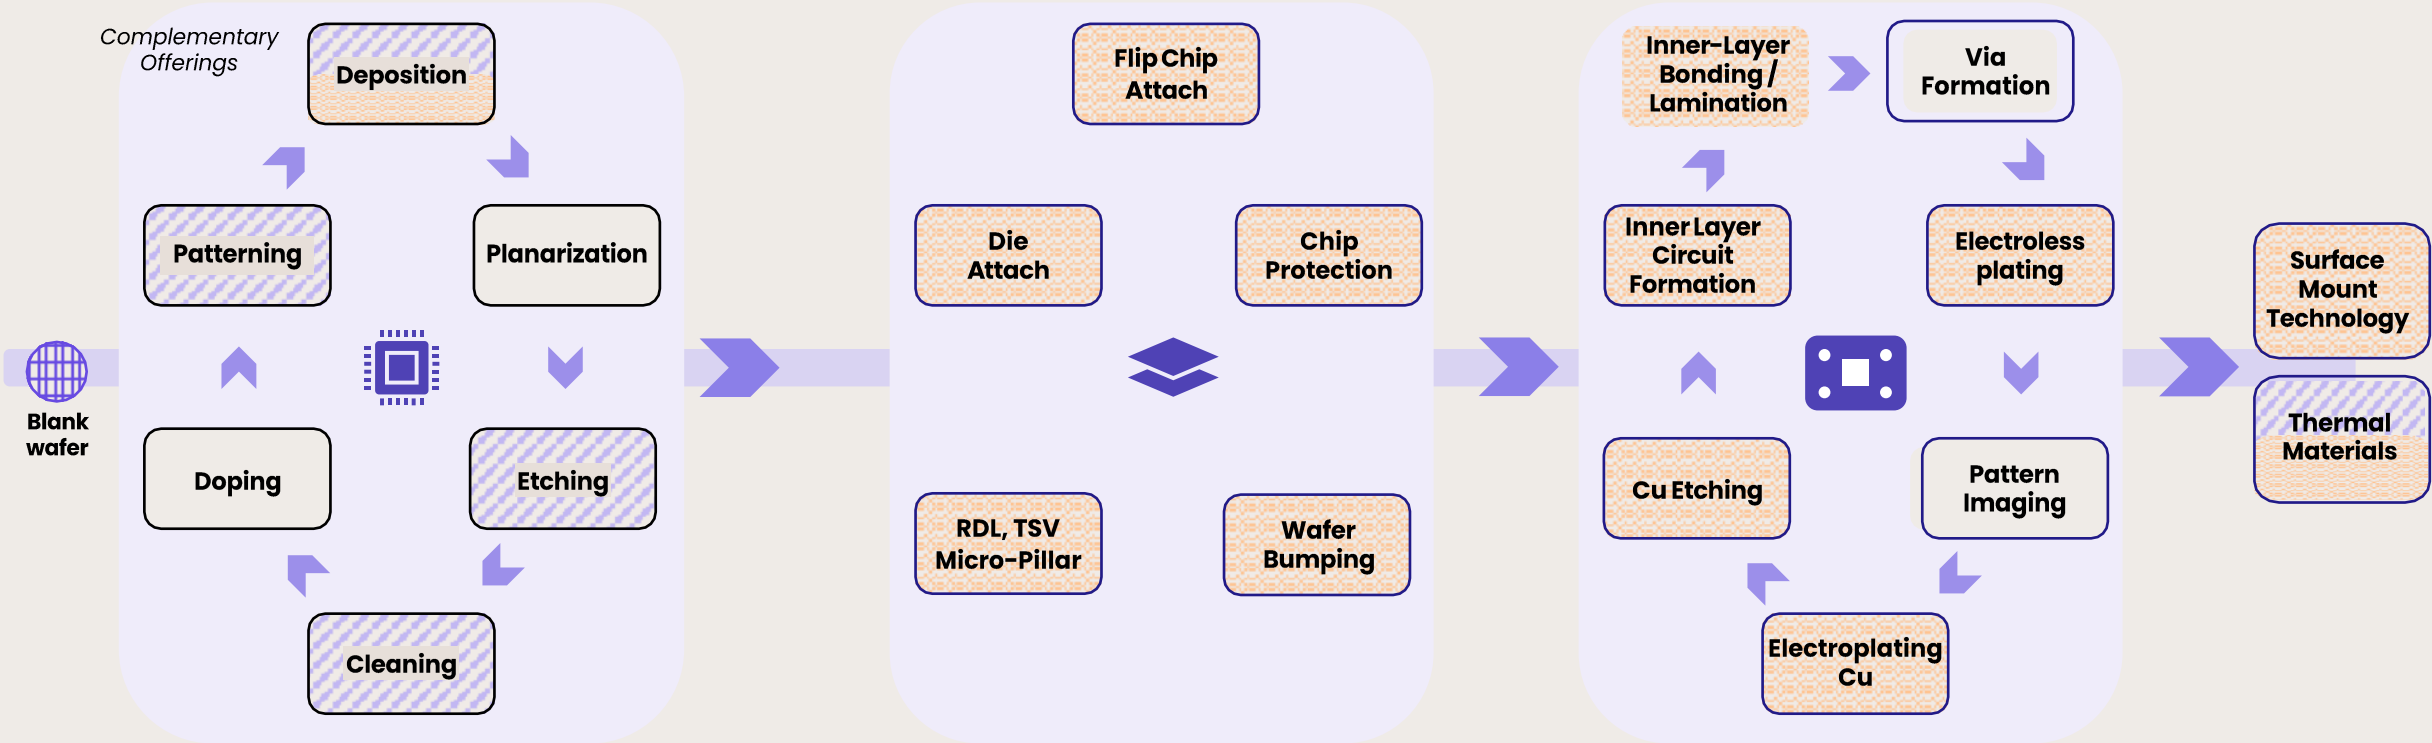 Complementary
Offerings
Deposition
Patterning
Planarization
Blank
wafer
Doping
Etching
Cleaning
Flip Chip
Attach
Die
Attach
Chip
Protection
RDL, TSV
Micro-Pillar
Wafer
Bumping
Inner-Layer
Bonding /
Lamination
Via
Formation
Inner Layer
Circuit
Formation
Electroless
plating
Cu Etching
Pattern
Imaging
Electroplating
Cu
Surface
Mount
Technology
Thermal
Materials